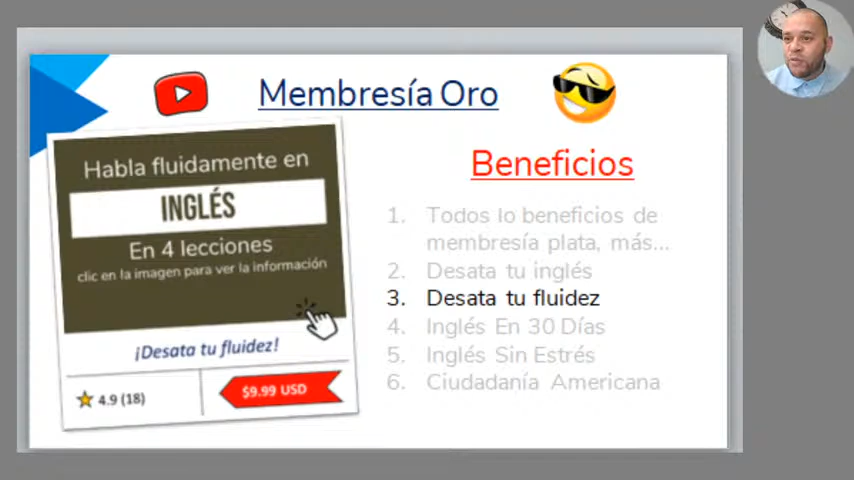 Membresía Oro
Habla fluidamente en
INGLÉS
En 4 lecciones
clic en la imagen para ver la información
¡Desata tu fluidez!
4.9 (18)
$9.99 USD
Beneficios
1. Todos lo beneficios de
membresía plata, más...
2. Desata tu inglés
3. Desata tu fluidez
4. Inglés En 30 Días
5. Inglés Sin Estrés
6. Ciudadanía Americana